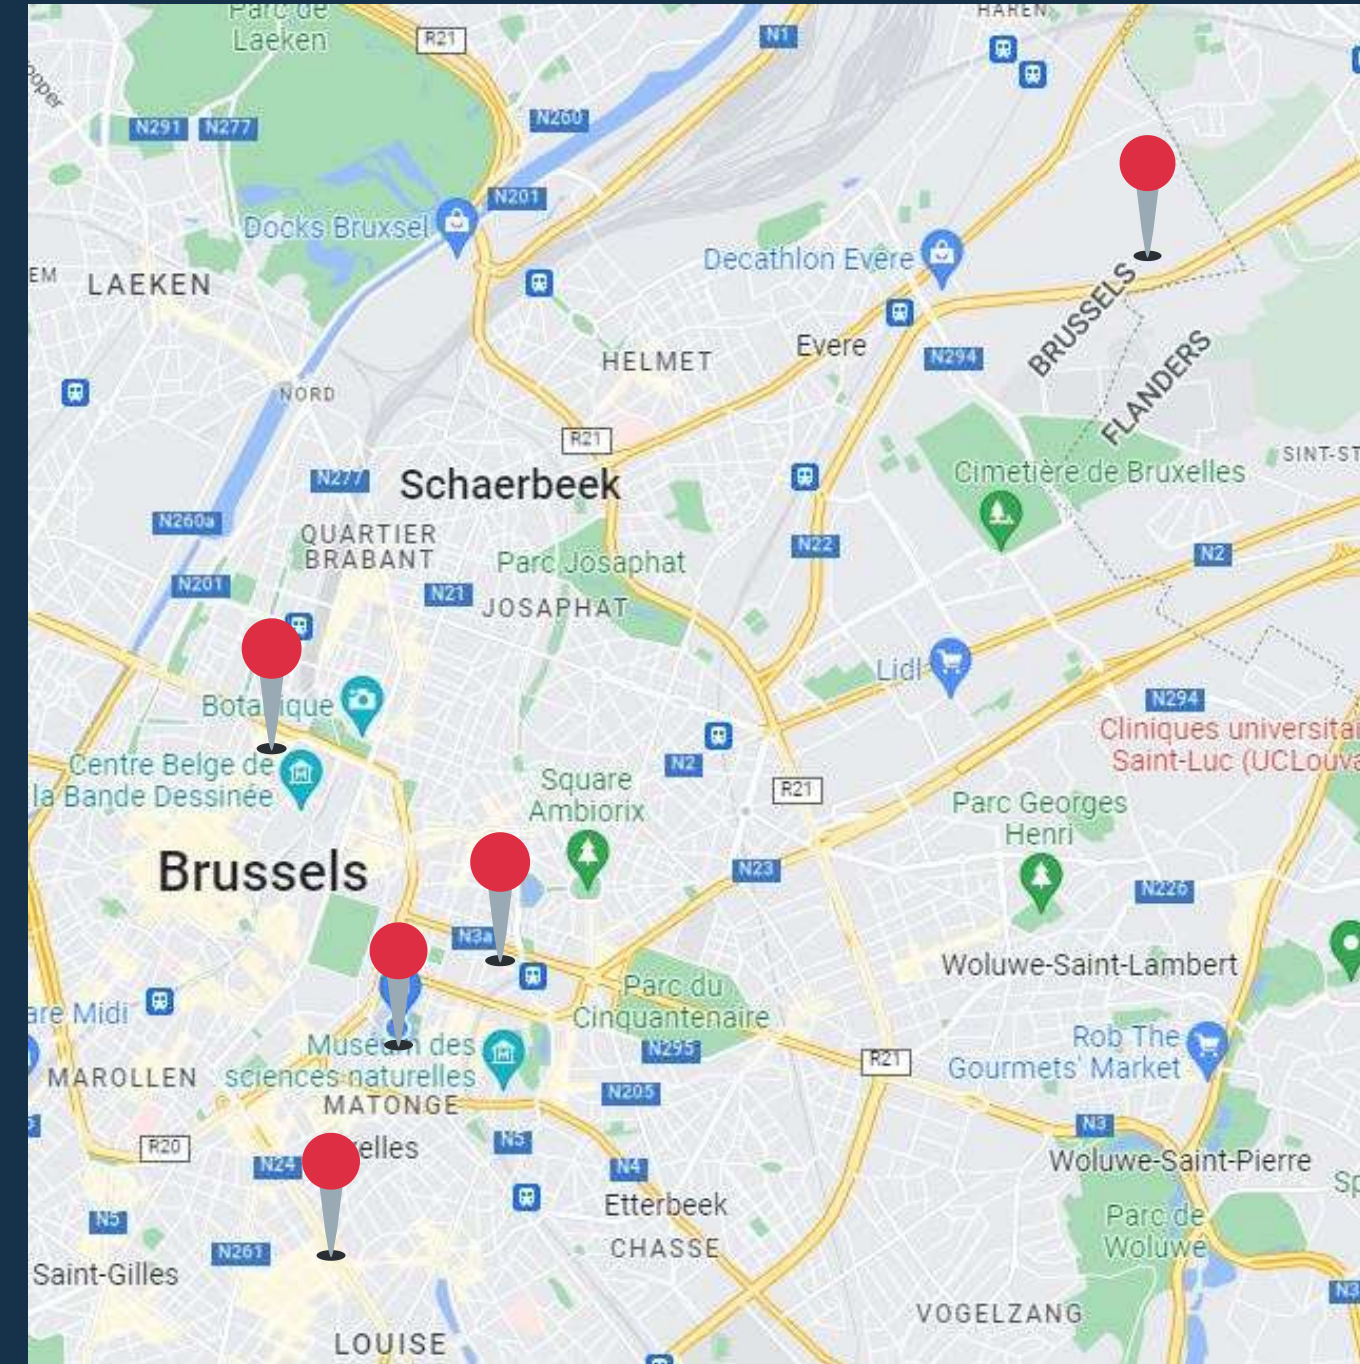 Parc de
Laeken
R21
N1
HAREN
N291
N277
N260
N201
Docks Bruxsel
Decathlon Evere
LAEKEN
BRUSSELS
FLANDERS
HELMET
Evere
N294
NORD
R21
SINT-ST
N277
Schaerbeek
Cimetière de Bruxelles
N260a
QUARTIER
BRABANT
N22
N2
Parc Josaphat
N201
N21
JOSAPHAT
Lidl
N294
Cliniques universitai
Saint-Luc (UCLouva
N2
Centre Belge de
la Bande Dessinée
Square
Ambiorix
R21
Parc Georges
Henri
Brussels
N23
N226
N3a
Woluwe-Saint-Lambert
Parc du
Cinquantenaire
are Midi
des
sciences naturelles
N295
R21
Rob The
Gourmets' Market
MAROLLEN
MATONGE
N205
N3
R20
N24
elles
N5
N4
Woluwe-Saint-Pierre
Sp
Etterbeek
N5
CHASSE
Parc de
Woluwe
N261
Saint-Gilles
N3
VOGELZANG
LOUISE